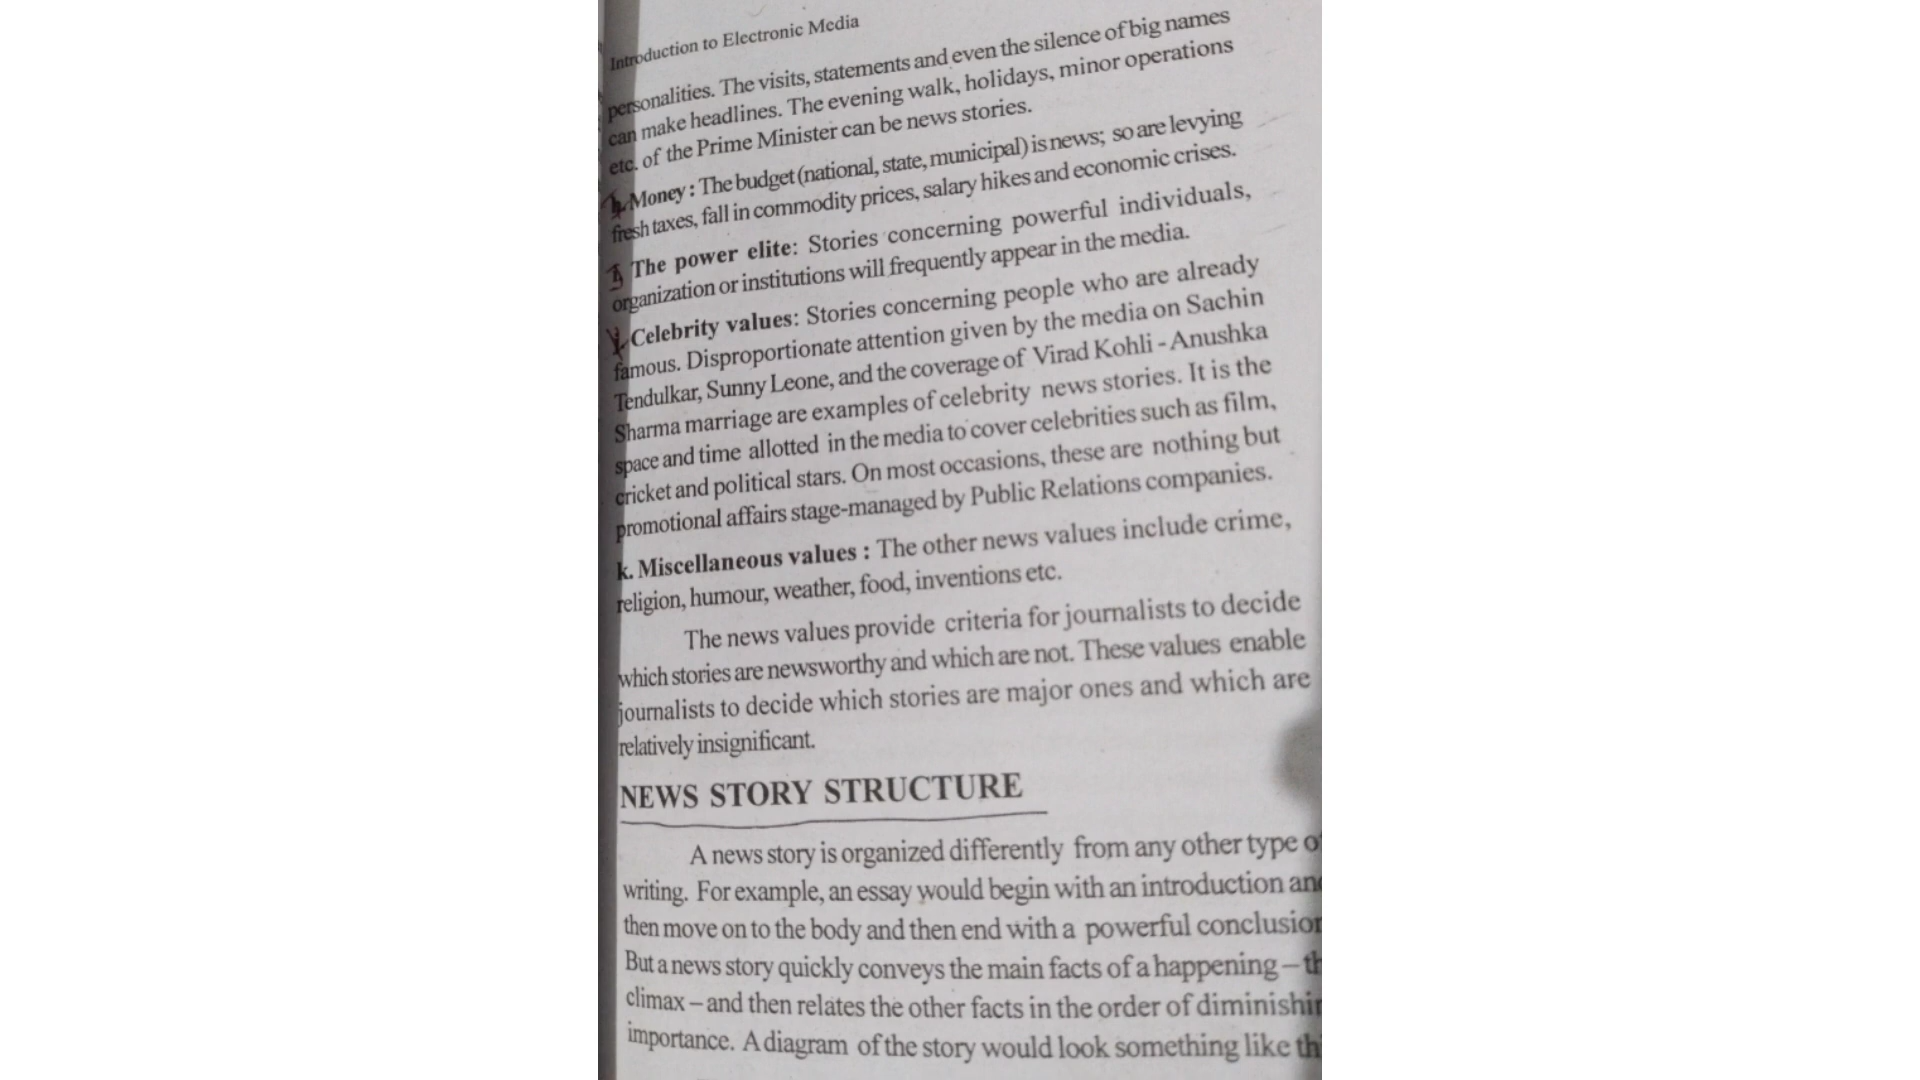 Introduction to Electronic Media
personalities. The visits, statements and even the silence of big names
can make headlines. The evening walk, holidays, minor operations
etc. of the Prime Minister can be news stories.
h. Money : The budget (national, state, municipal) is news; so are levying
fresh taxes, fall in commodity prices, salary hikes and economic crises.
The power elite: Stories concerning powerful individuals,
organization or institutions will frequently appear in the media.
Celebrity values: Stories concerning people who are already
famous. Disproportionate attention given by the media on Sachin
Tendulkar, Sunny Leone, and the coverage of Virad Kohli - Anushka
Sharma marriage are examples of celebrity news stories. It is the
space and time allotted in the media to cover celebrities such as film,
cricket and political stars. On most occasions, these are nothing but
promotional affairs stage-managed by Public Relations companies.
k. Miscellaneous values : The other news values include crime,
religion, humour, weather, food, inventions etc.
The news values provide criteria for journalists to decide
which stories are newsworthy and which are not. These values enable
journalists to decide which stories are major ones and which are
relatively insignificant.
NEWS STORY STRUCTURE
A news story is organized differently from any other type
writing. For example, an essay would begin with an introduction
then move on to the body and then end with a powerful
But a news story quickly conveys the main facts of a happening –
climax – and then relates the other facts in the order of
importance. A diagram of the story would look something like